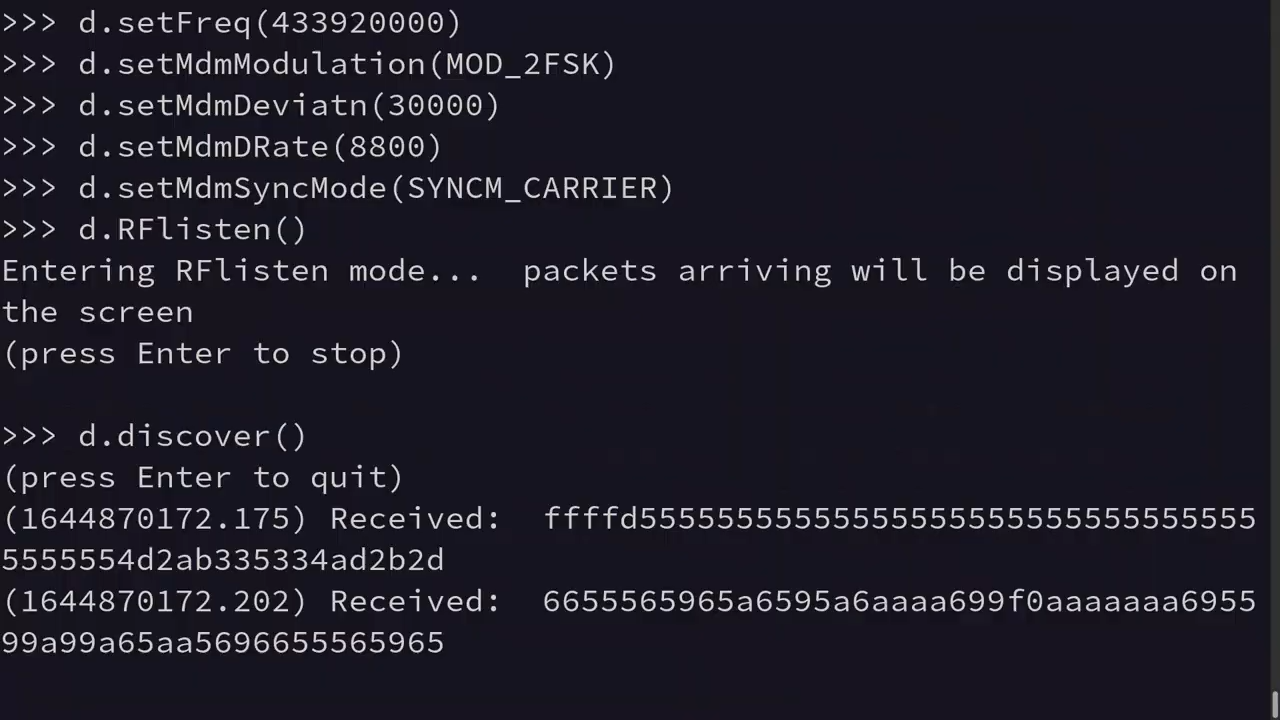 >>> d.setFreq(433920000)
>>> d.setMdmModulation(MOD_2FSK)
>>> d.setMdmDeviatn(30000)
>>> d.setMdmDRate(8800)
>>> d.setMdmSyncMode(SYNCM_CARRIER)
>>> d.RFlisten()
Entering RFlisten mode...  packets arriving will be displayed on
the screen
(press Enter to stop)
>>> d.discover()
(press Enter to quit)
(1644870172.175) Received:  ffffd55555555555555555555555555555555
5555554d2ab335334ad2b2d
(1644870172.202) Received:  6655565965a6595a6aaaa699f0aaaaaaa6955
99a99a65aa5696655565965